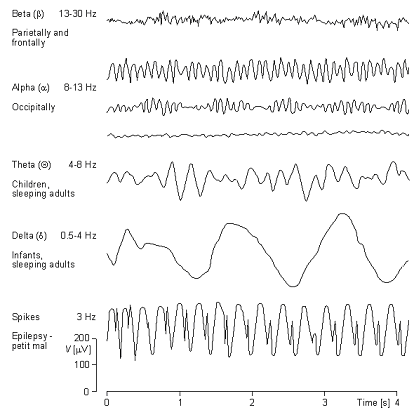 Beta (β) 13-30 Hz
Parietally and
frontally
Alpha (α) 8-13 Hz
Occipitally
Theta (Θ) 4-8 Hz
Children,
sleeping adults
Delta (δ) 0.5-4 Hz
Infants,
sleeping adults
Spikes 3 Hz
Epilepsy -
petit mal
200
V [µV]
100
0
0 1 2 3 Time [s] 4